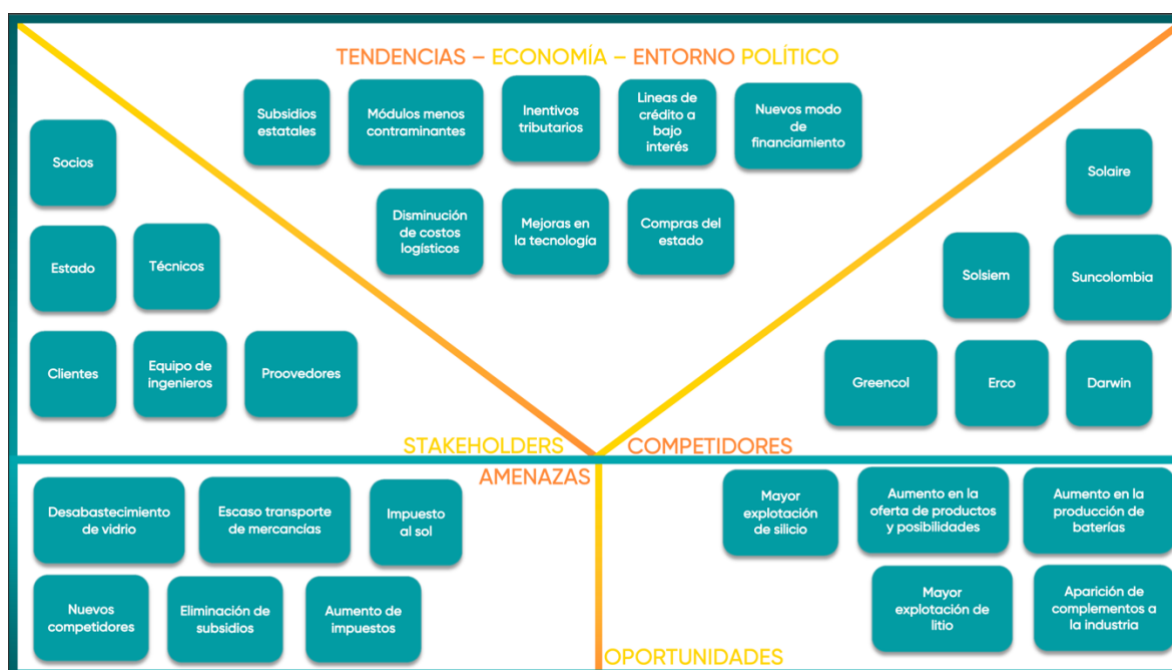 TENDENCIAS – ECONOMÍA – ENTORNO POLÍTICO
Subsidios
estatales
Módulos menos
contaminantes
Inentivos
tributarios
Lineas de
crédito a
bajo
interés
Nuevos modo
de
financiamiento
Disminución
de costos
logísticos
Mejoras en
la tecnología
Compras del
estado
Socios
Estado
Técnicos
Clientes
Equipo de
ingenieros
Proovedores
STAKEHOLDERS
Solaire
Solsiem
Suncolombia
Greencol
Erco
Darwin
COMPETIDORES
AMENAZAS
Desabastecimiento
de vidrio
Escaso transporte
de mercancías
Impuesto
al sol
Nuevos
competidores
Eliminación de
subsidios
Aumento de
impuestos
Mayor
explotación
de silicio
Aumento en la
oferta de productos
y posibilidades
Aumento en la
producción de
baterías
Mayor
explotación de
litio
Aparición de
complementos a
la industria
OPORTUNIDADES